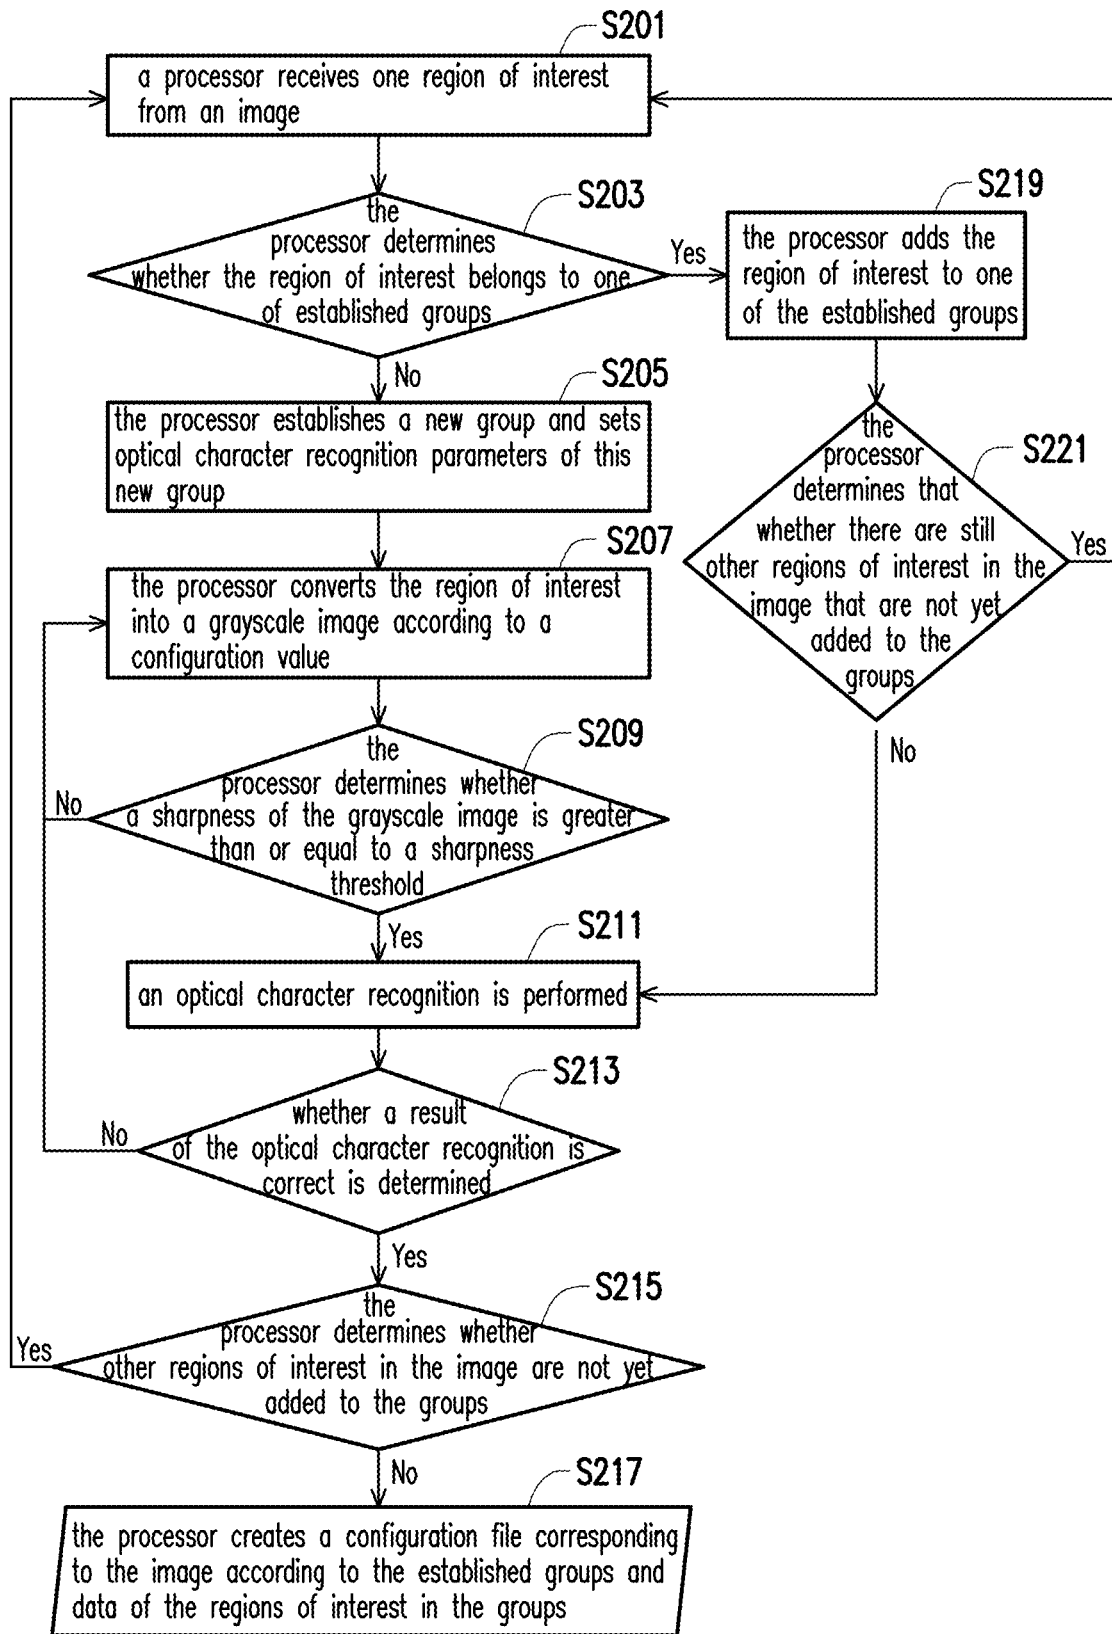 S201
a processor receives one region of interest
from an image
S203
the
processor determines
whether the region of interest belongs to one
of established groups
Yes
S219
the processor adds the
region of interest to one
of the established groups
No
S205
the processor establishes a new group and sets
optical character recognition parameters of this
new group
S221
the
processor
determines that
whether there are still
other regions of interest in the
image that are not yet
added to the
groups
Yes
No
S207
the processor converts the region of interest
into a grayscale image according to a
configuration value
S209
the
processor determines whether
a sharpness of the grayscale image is greater
than or equal to a sharpness
threshold
No
Yes
S211
an optical character recognition is performed
S213
whether a result
of the optical character recognition is
correct is determined
No
Yes
S215
the
processor determines whether
other regions of interest in the image are not yet
added to the groups
Yes
No
S217
the processor creates a configuration file corresponding
to the image according to the established groups and
data of the regions of interest in the groups